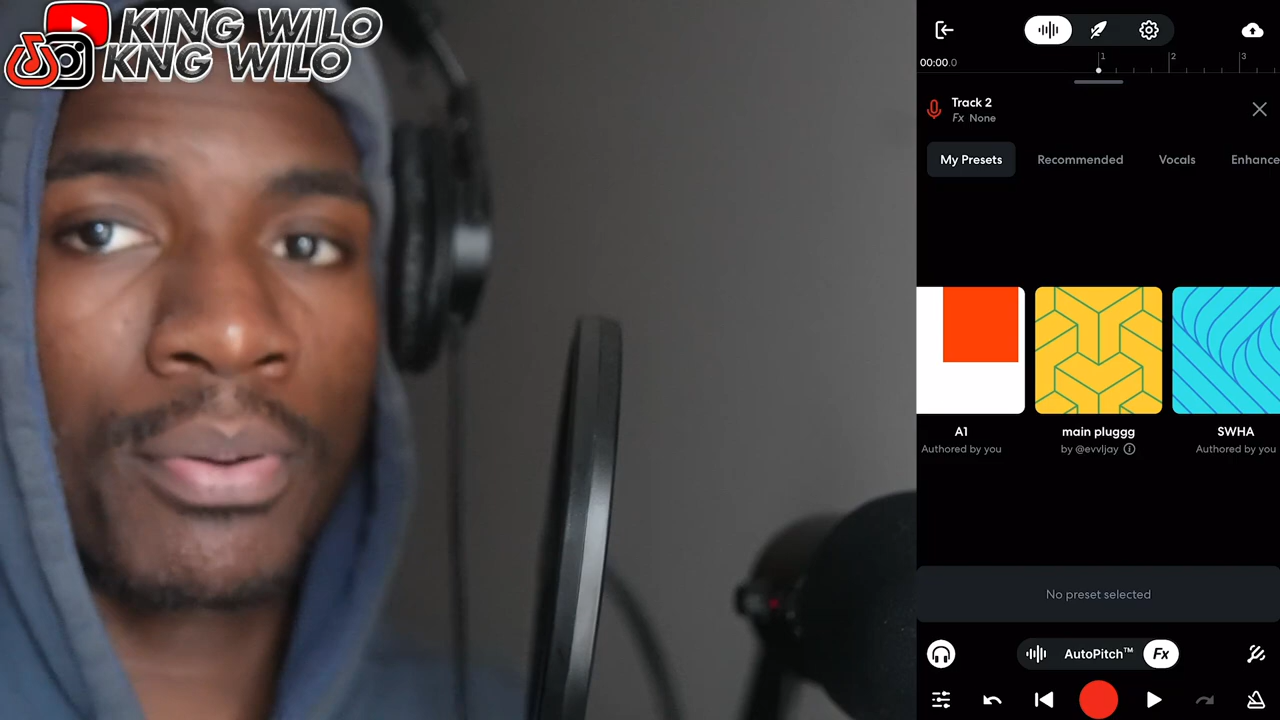 KING WILO
KNG WILO
00:00.0
1
2
3
Track 2
Fx None
My Presets
Recommended
Vocals
Enhance
A1
Authored by you
main pluggg
by @evvljay
SWHA
Authored by you
No preset selected
AutoPitch™
Fx